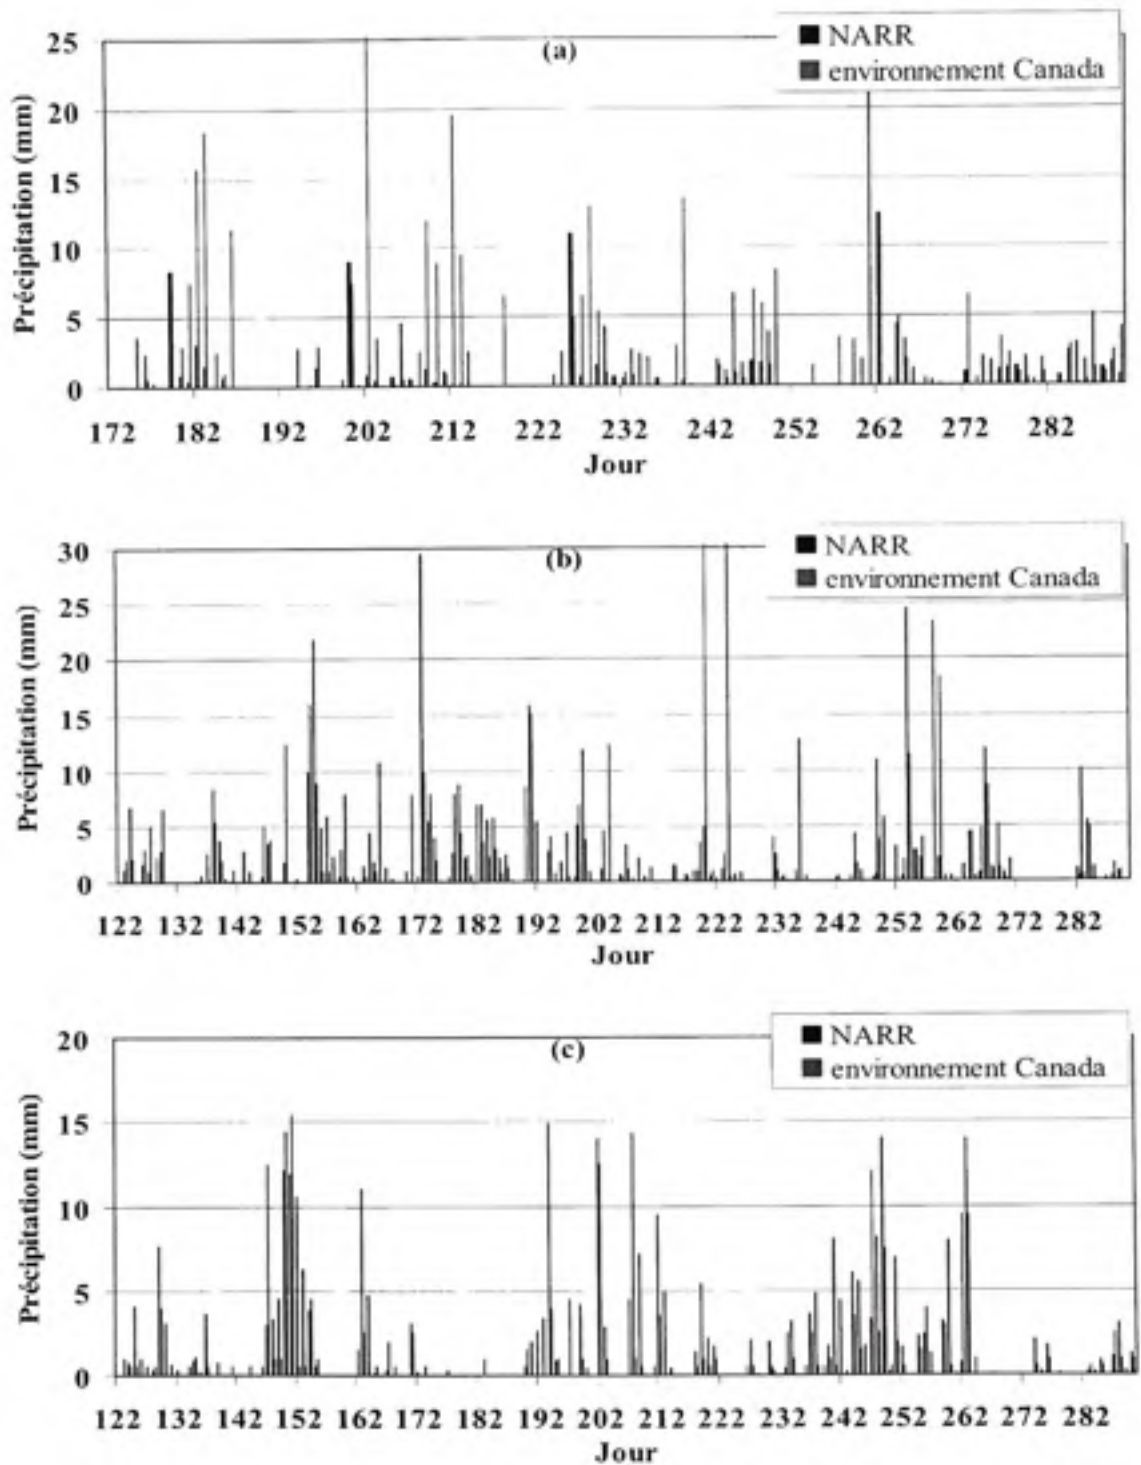 (a)
NARR
environnement Canada
Précipitation (mm)
25
20
15
10
5
0
172 182 192 202 212 222 232 242 252 262 272 282
Jour
(b)
NARR
environnement Canada
Précipitation (mm)
30
25
20
15
10
5
0
122 132 142 152 162 172 182 192 202 212 222 232 242 252 262 272 282
Jour
(c)
NARR
environnement Canada
Précipitation (mm)
20
15
10
5
0
122 132 142 152 162 172 182 192 202 212 222 232 242 252 262 272 282
Jour